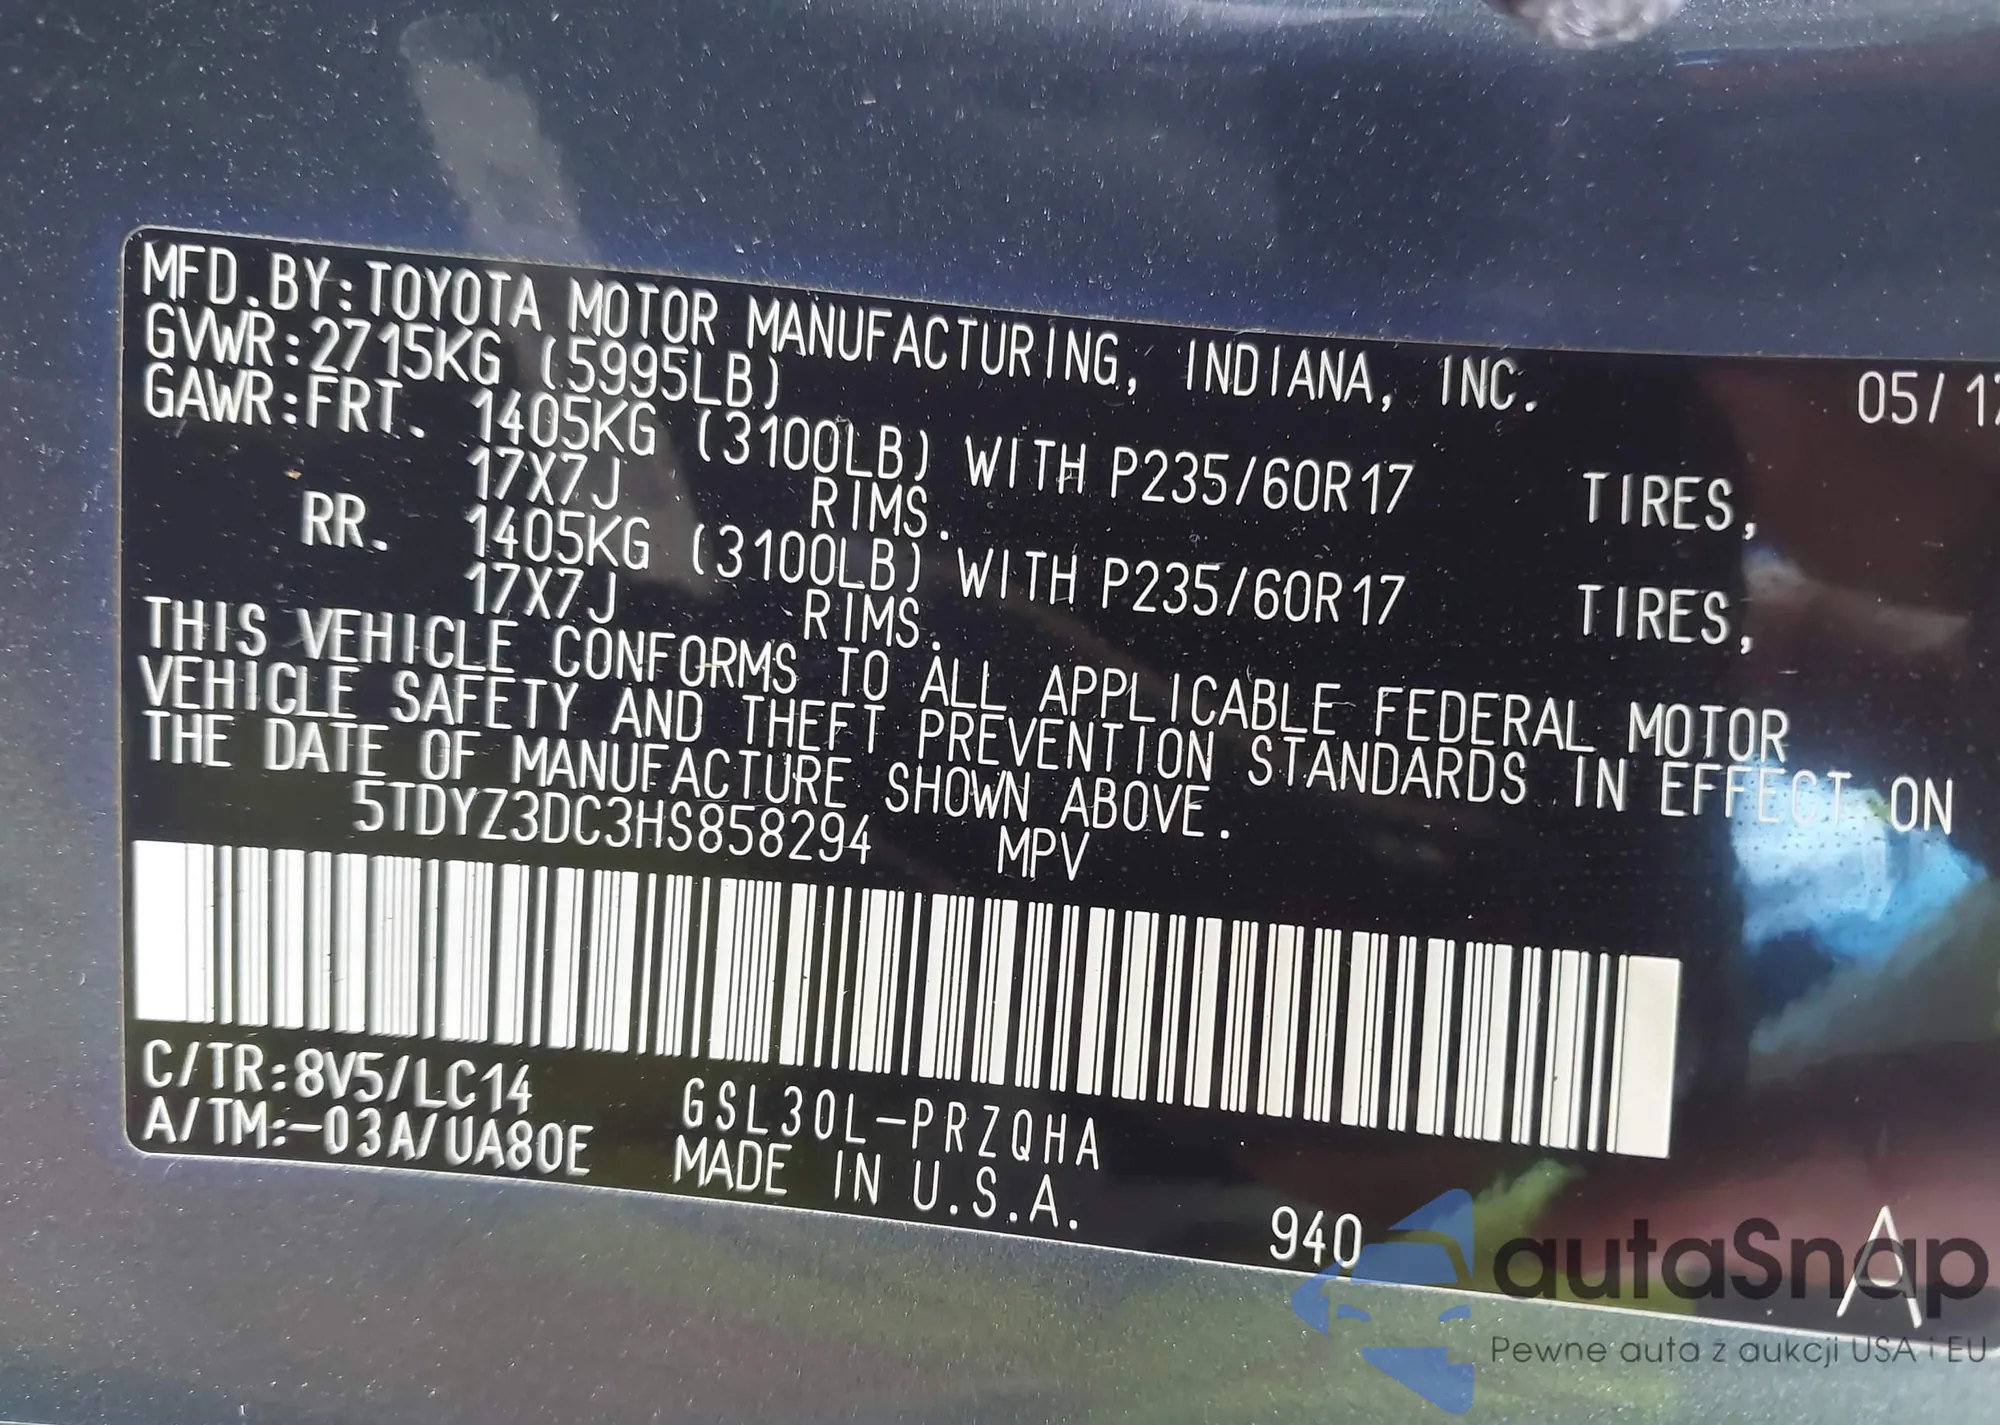 MFD.BY:TOYOTA MOTOR MANUFACTURING, INDIANA, INC. 05/17
GVWR:2715KG (5995LB)
GAWR:FRT. 1405KG (3100LB) WITH P235/60R17 TIRES,
17X7J RIMS.
RR. 1405KG (3100LB) WITH P235/60R17 TIRES,
17X7J RIMS.
THIS VEHICLE CONFORMS TO ALL APPLICABLE FEDERAL MOTOR
VEHICLE SAFETY AND THEFT PREVENTION STANDARDS IN EFFECT ON
THE DATE OF MANUFACTURE SHOWN ABOVE.
5TDYZ3DC3HS858294 MPV
C/TR:8V5/LC14 GSL30L-PRZQHA
A/TM:-03A/UA80E MADE IN U.S.A.
940 A
autaSnap
Pewne auta z aukcji USA i EU